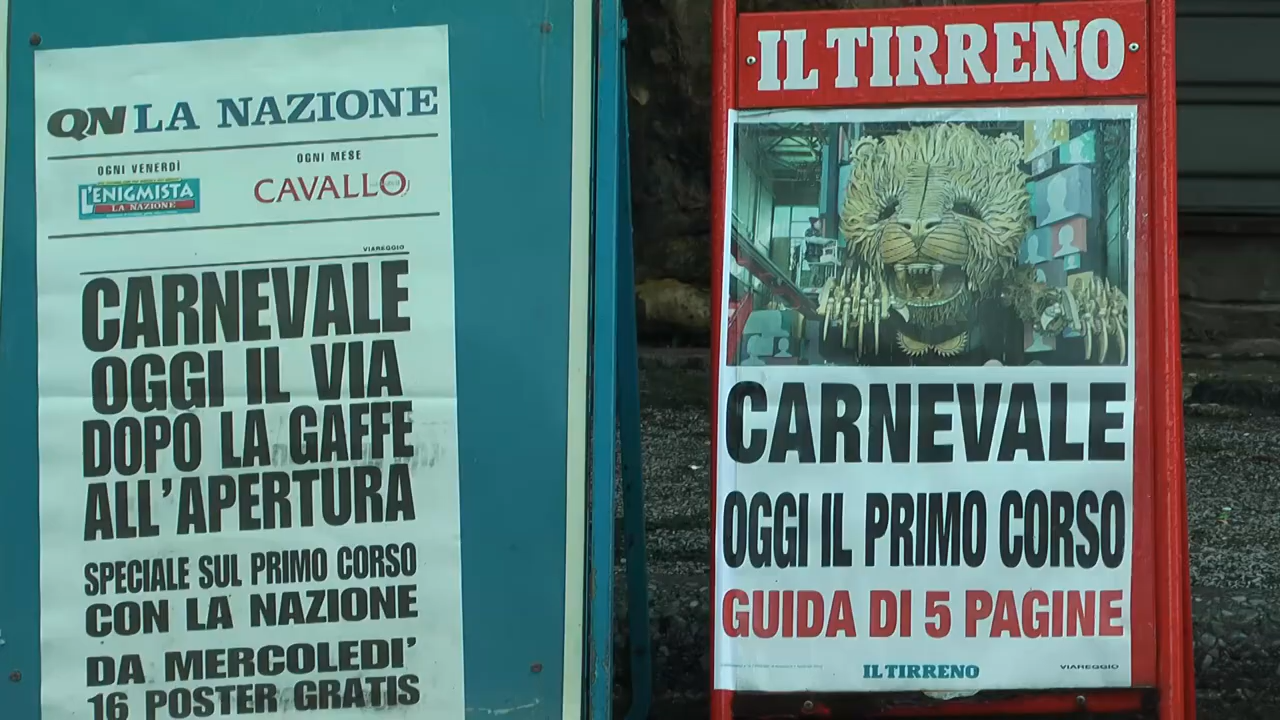 QN LA NAZIONE
OGNI VENERDÌ
L'ENIGMISTA
LA NAZIONE
OGNI MESE
CAVALLO
VIAREGGIO
CARNEVALE
OGGI IL VIA
DOPO LA GAFFE
ALL'APERTURA
SPECIALE SUL PRIMO CORSO
CON LA NAZIONE
DA MERCOLEDI'
16 POSTER GRATIS
IL TIRRENO
CARNEVALE
OGGI IL PRIMO CORSO
GUIDA DI 5 PAGINE
IL TIRRENO
VIAREGGIO